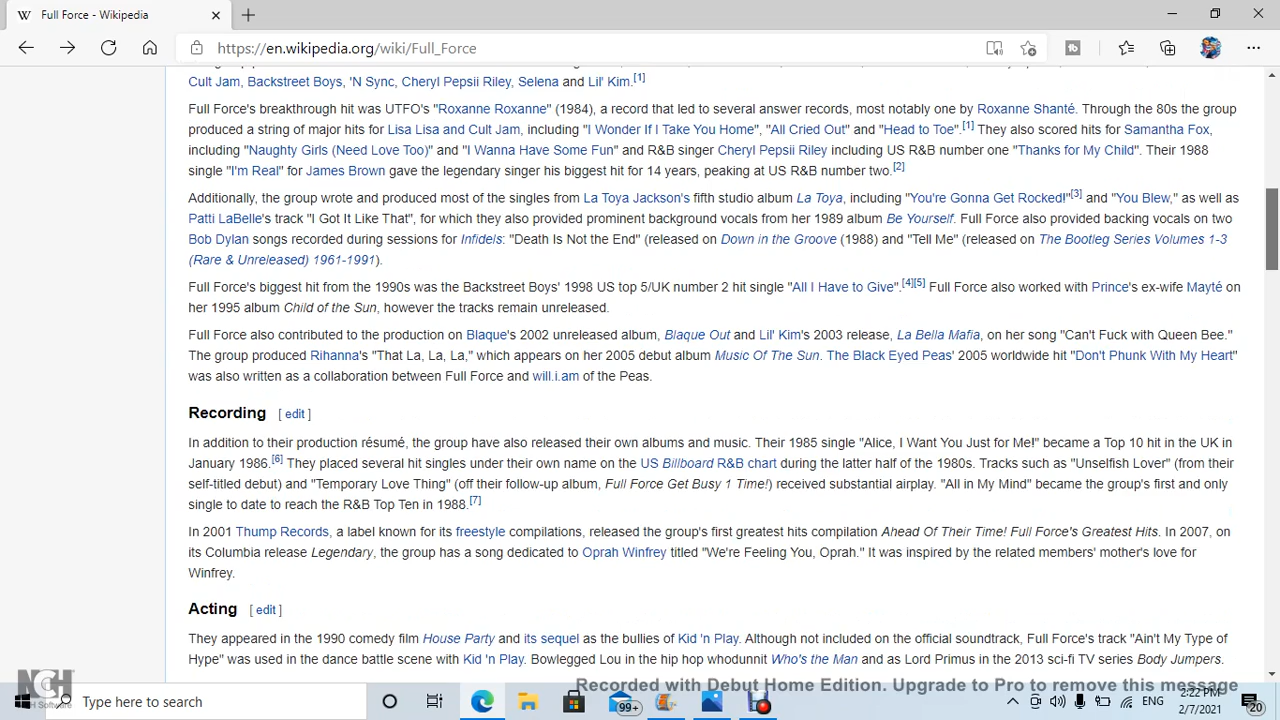 Full Force - Wikipedia
https://en.wikipedia.org/wiki/Full_Force
Cult Jam, Backstreet Boys, 'N Sync, Cheryl Pepsii Riley, Selena and Lil' Kim.[1]
Full Force's breakthrough hit was UTFO's "Roxanne Roxanne" (1984), a record that led to several answer records, most notably one by Roxanne Shanté. Through the 80s the group
produced a string of major hits for Lisa Lisa and Cult Jam, including "I Wonder If I Take You Home", "All Cried Out" and "Head to Toe".[1] They also scored hits for Samantha Fox,
including "Naughty Girls (Need Love Too)" and "I Wanna Have Some Fun" and R&B singer Cheryl Pepsii Riley including US R&B number one "Thanks for My Child". Their 1988
single "I'm Real" for James Brown gave the legendary singer his biggest hit for 14 years, peaking at US R&B number two.[2]
Additionally, the group wrote and produced most of the singles from La Toya Jackson's fifth studio album La Toya, including "You're Gonna Get Rocked!"[3] and "You Blew," as well as
Patti LaBelle's track "I Got It Like That", for which they also provided prominent background vocals from her 1989 album Be Yourself. Full Force also provided backing vocals on two
Bob Dylan songs recorded during sessions for Infidels: "Death Is Not the End" (released on Down in the Groove (1988) and "Tell Me" (released on The Bootleg Series Volumes 1-3
(Rare & Unreleased) 1961-1991).
Full Force's biggest hit from the 1990s was the Backstreet Boys' 1998 US top 5/UK number 2 hit single "All I Have to Give".[4][5] Full Force also worked with Prince's ex-wife Mayté on
her 1995 album Child of the Sun, however the tracks remain unreleased.
Full Force also contributed to the production on Blaque's 2002 unreleased album, Blaque Out and Lil' Kim's 2003 release, La Bella Mafia, on her song "Can't Fuck with Queen Bee."
The group produced Rihanna's "That La, La, La," which appears on her 2005 debut album Music Of The Sun. The Black Eyed Peas' 2005 worldwide hit "Don't Phunk With My Heart"
was also written as a collaboration between Full Force and will.i.am of the Peas.
Recording [ edit ]
In addition to their production résumé, the group have also released their own albums and music. Their 1985 single "Alice, I Want You Just for Me!" became a Top 10 hit in the UK in
January 1986.[6] They placed several hit singles under their own name on the US Billboard R&B chart during the latter half of the 1980s. Tracks such as "Unselfish Lover" (from their
self-titled debut) and "Temporary Love Thing" (off their follow-up album, Full Force Get Busy 1 Time!) received substantial airplay. "All in My Mind" became the group's first and only
single to date to reach the R&B Top Ten in 1988.[7]
In 2001 Thump Records, a label known for its freestyle compilations, released the group's first greatest hits compilation Ahead Of Their Time! Full Force's Greatest Hits. In 2007, on
its Columbia release Legendary, the group has a song dedicated to Oprah Winfrey titled "We're Feeling You, Oprah." It was inspired by the related members' mother's love for
Winfrey.
Acting [ edit ]
They appeared in the 1990 comedy film House Party and its sequel as the bullies of Kid 'n Play. Although not included on the official soundtrack, Full Force's track "Ain't My Type of
Hype" was used in the dance battle scene with Kid 'n Play. Bowlegged Lou in the hip hop whodunnit Who's the Man and as Lord Primus in the 2013 sci-fi TV series Body Jumpers.
Recorded with Debut Home Edition. Upgrade to Pro to remove this message
NCH
NCH Software
Type here to search
99+
ENG
2:22 PM
2/7/2021
20